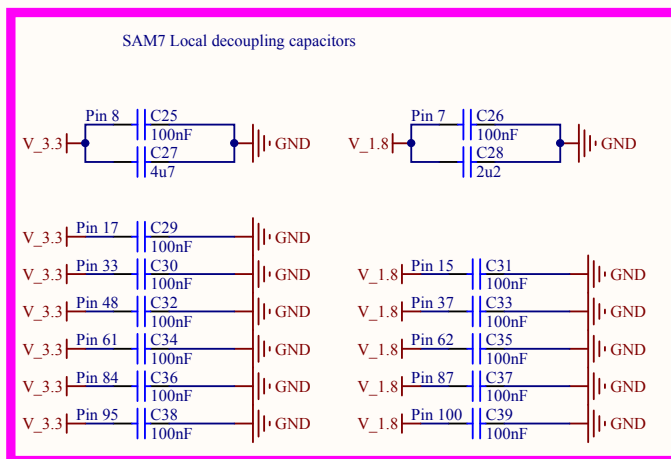 SAM7 Local decoupling capacitors
Pin 8 C25 Pin 7 C26
V_3.3 100nF GND V_1.8 100nF GND
C27 C28
4u7 2u2
V_3.3 Pin 17 C29 GND
100nF
V_3.3 Pin 33 C30 GND V_1.8 Pin 15 C31 GND
100nF 100nF
V_3.3 Pin 48 C32 GND V_1.8 Pin 37 C33 GND
100nF 100nF
V_3.3 Pin 61 C34 GND V_1.8 Pin 62 C35 GND
100nF 100nF
V_3.3 Pin 84 C36 GND V_1.8 Pin 87 C37 GND
100nF 100nF
V_3.3 Pin 95 C38 GND V_1.8 Pin 100 C39 GND
100nF 100nF